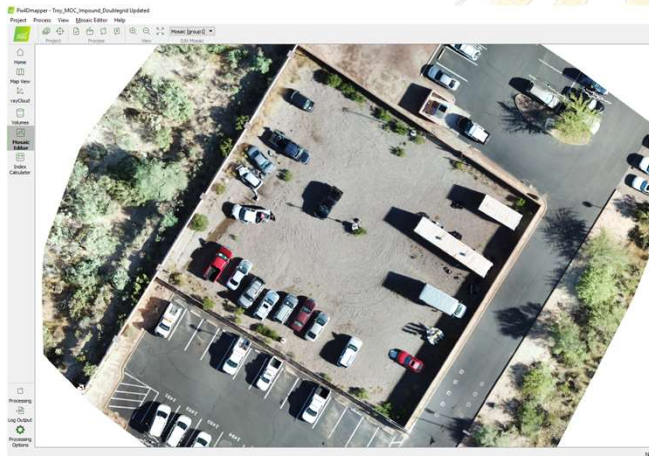 Pix4Dmapper - Troy_MOC_Impound_Doublegrid Updated
Project Process View Mosaic Editor Help
Mosaic (group1)
Project
Process
View
Edit Mosaic
Home
Map View
rayCloud
Volumes
Mosaic
Editor
Index
Calculator
Processing
Log Output
Processing
Options